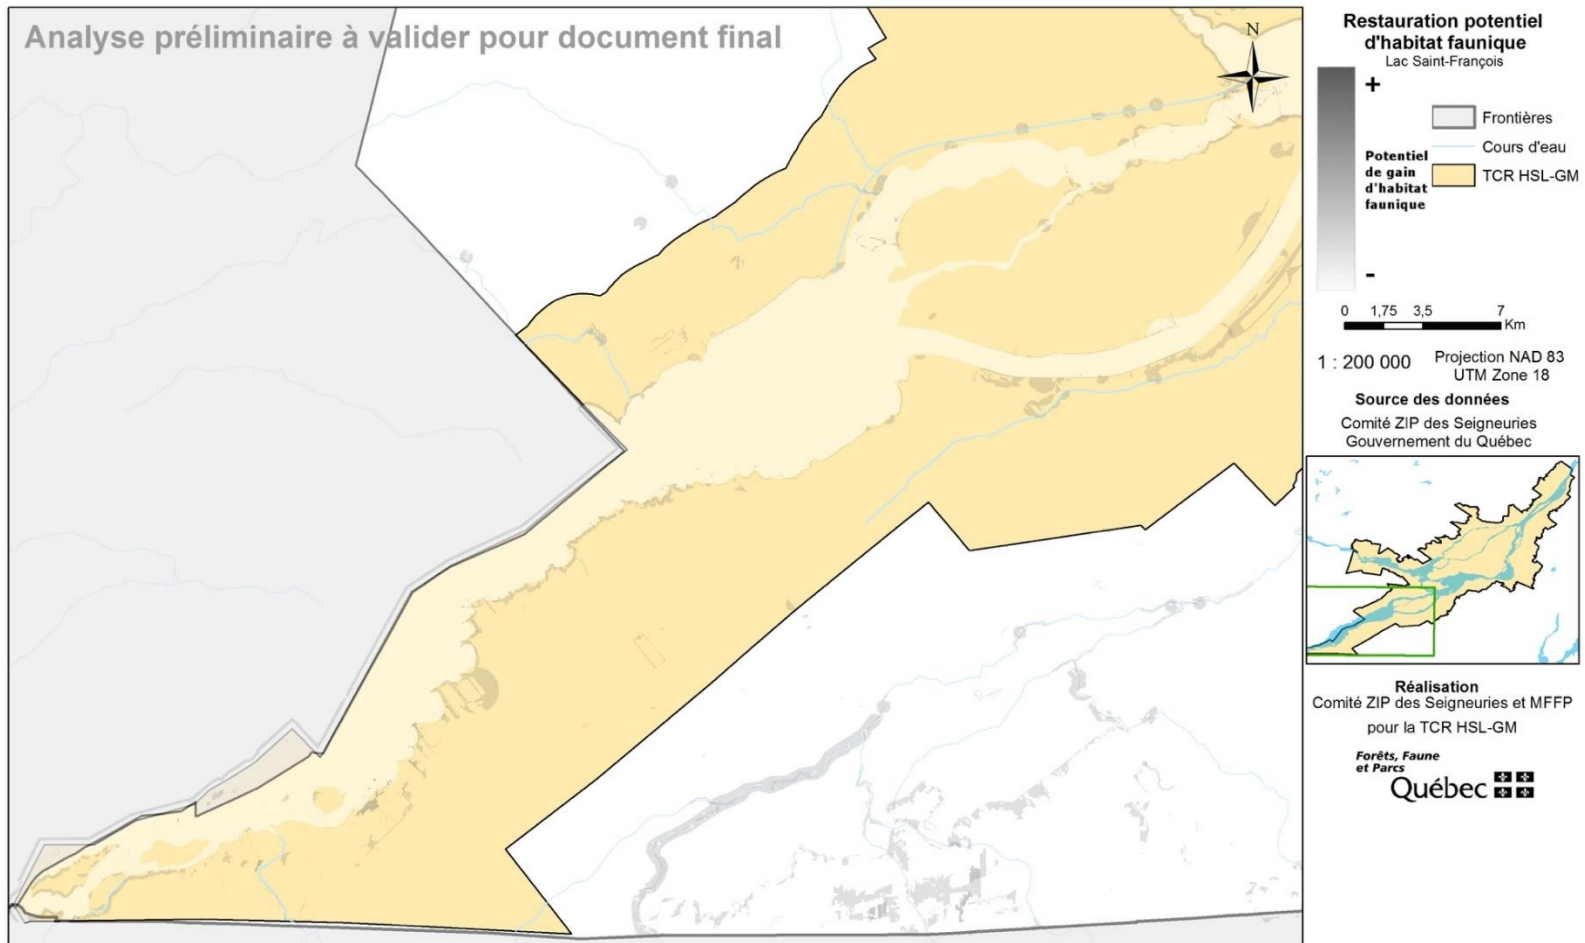 Analyse préliminaire à valider pour document final
N
Restauration potentiel
d'habitat faunique
Lac Saint-François
+
Potentiel
de gain
d'habitat
faunique
-
Frontières
Cours d'eau
TCR HSL-GM
0 1,75 3,5 7
Km
1 : 200 000
Projection NAD 83
UTM Zone 18
Source des données
Comité ZIP des Seigneuries
Gouvernement du Québec
Réalisation
Comité ZIP des Seigneuries et MFFP
pour la TCR HSL-GM
Forêts, Faune
et Parcs
Québec